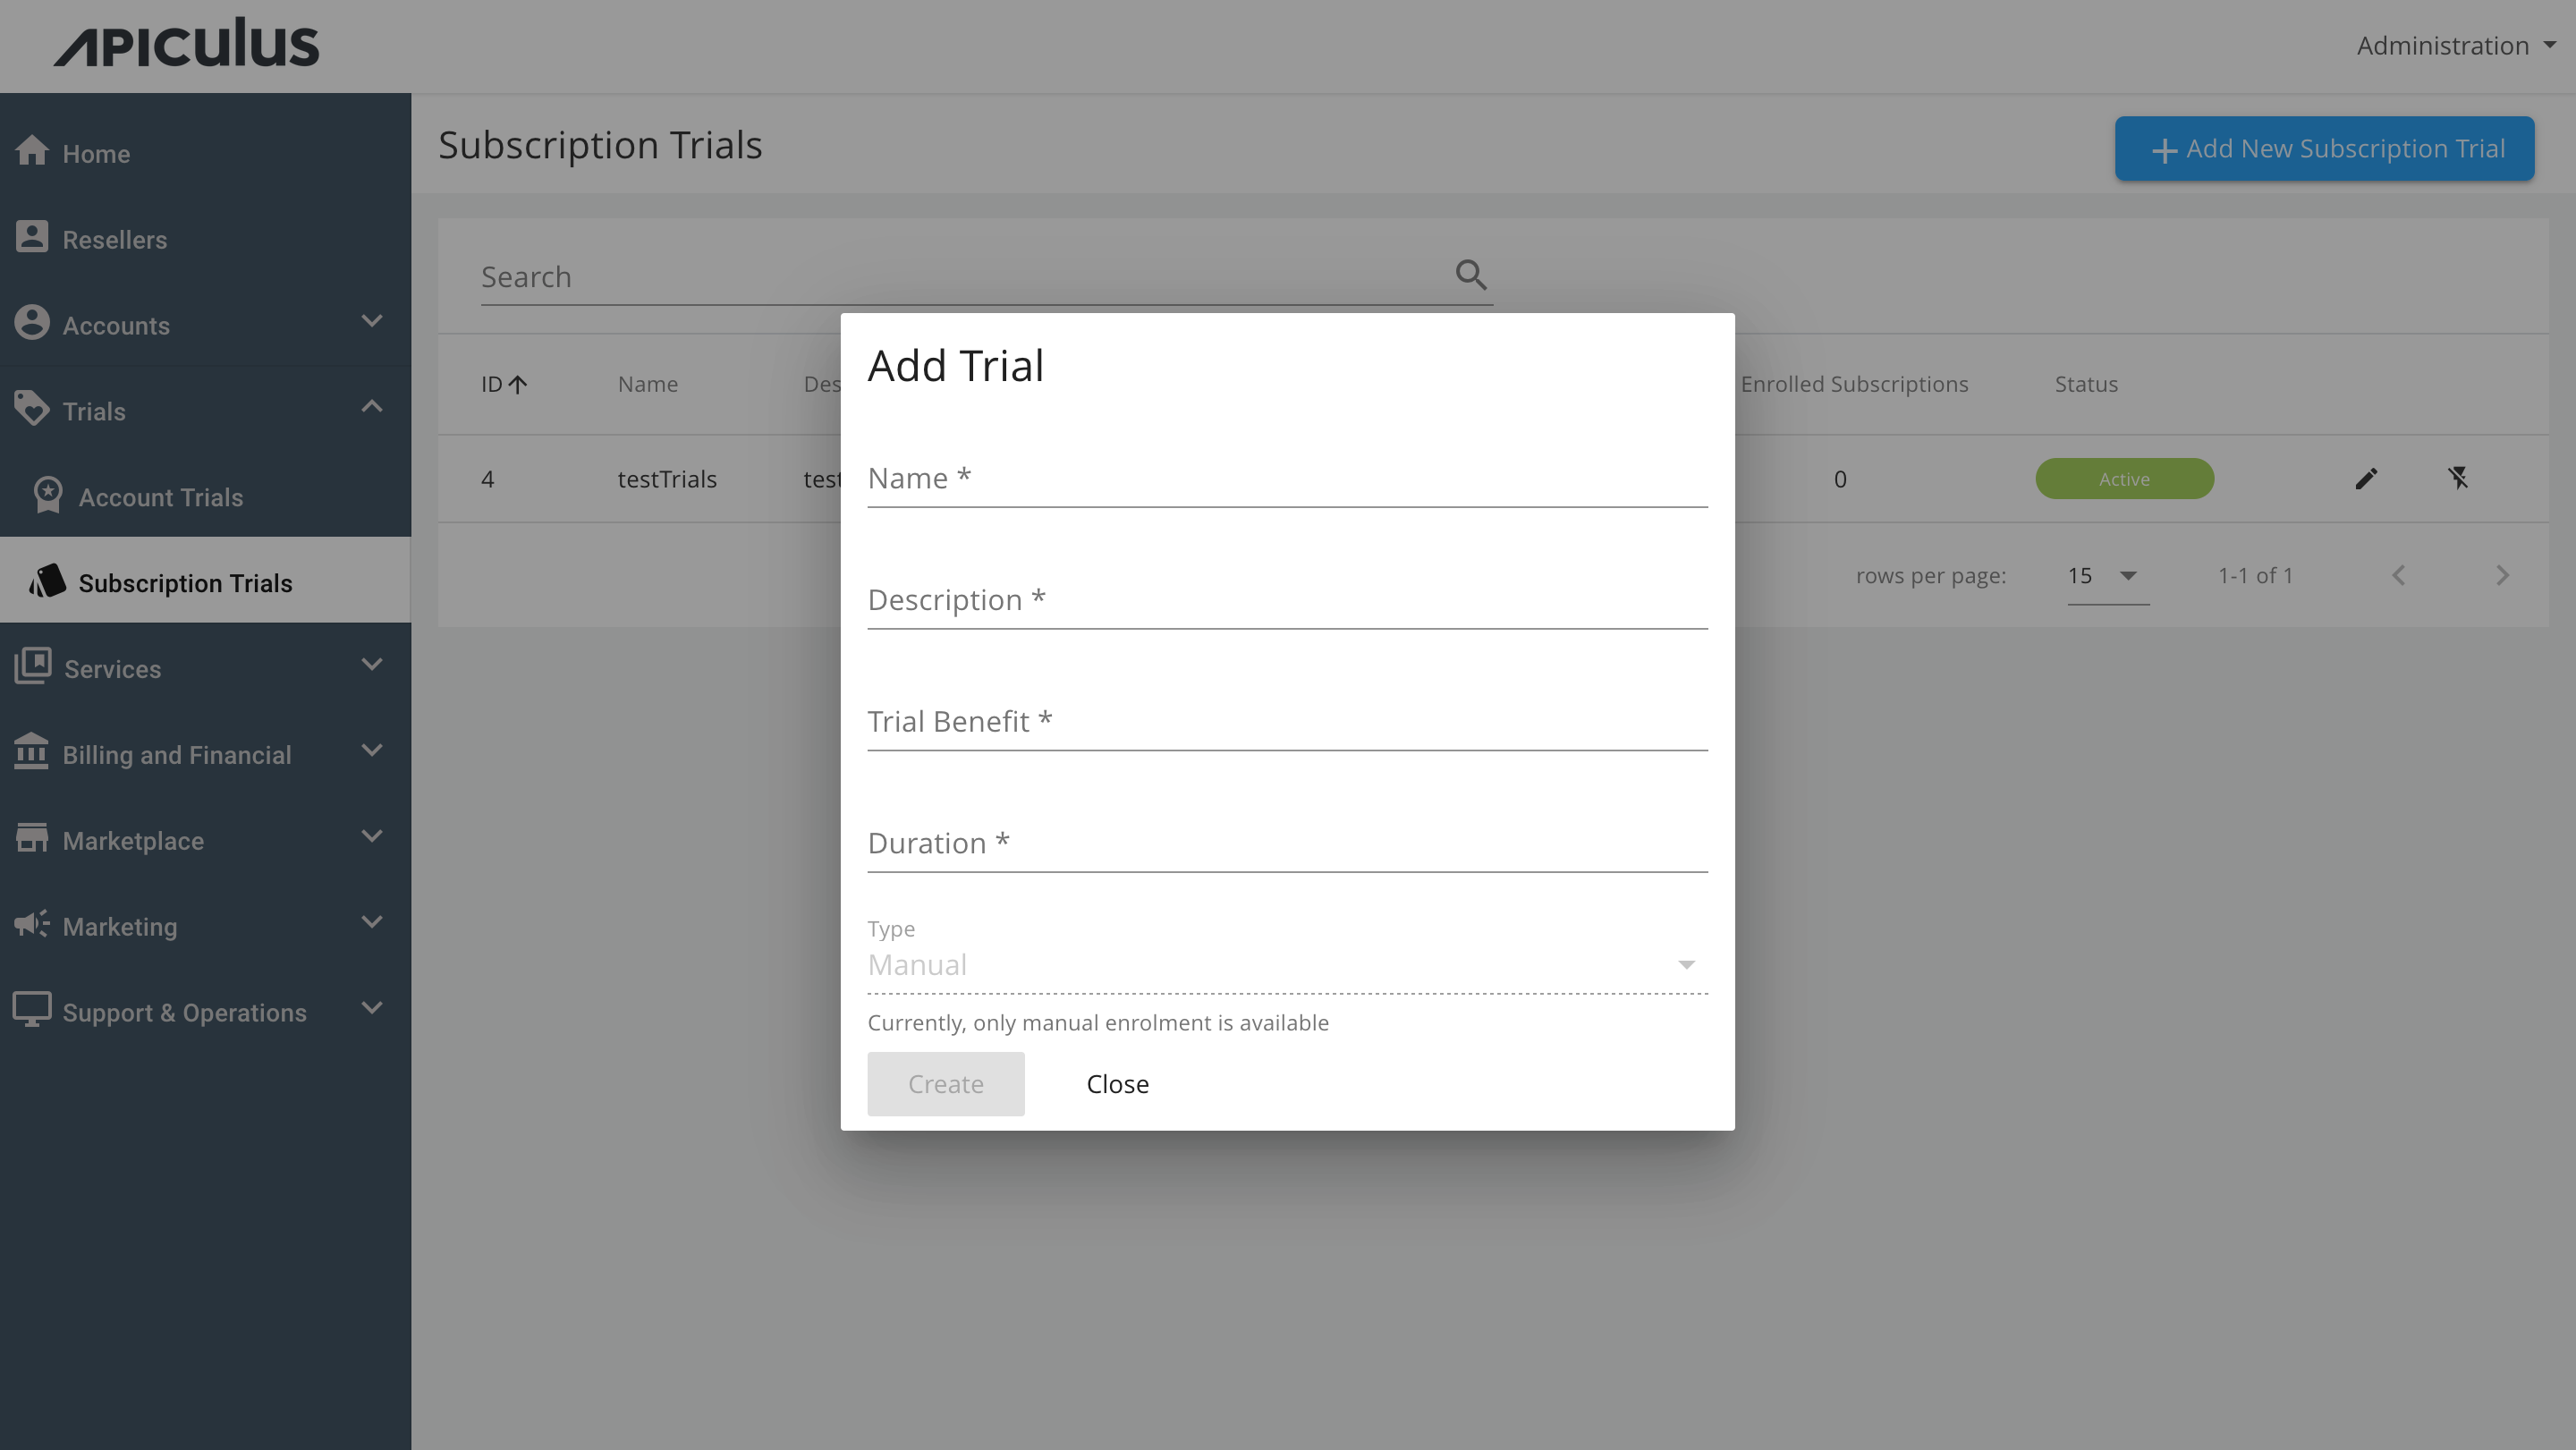 APICULUS
Administration
Home
Resellers
Accounts
Trials
Account Trials
Subscription Trials
Services
Billing and Financial
Marketplace
Marketing
Support & Operations
Subscription Trials
Add New Subscription Trial
Search
ID Name Des Enrolled Subscriptions Status
4 testTrials test 0 Active
rows per page: 15 1-1 of 1
Add Trial
Name *
Description *
Trial Benefit *
Duration *
Type
Manual
Currently, only manual enrolment is available
Create Close